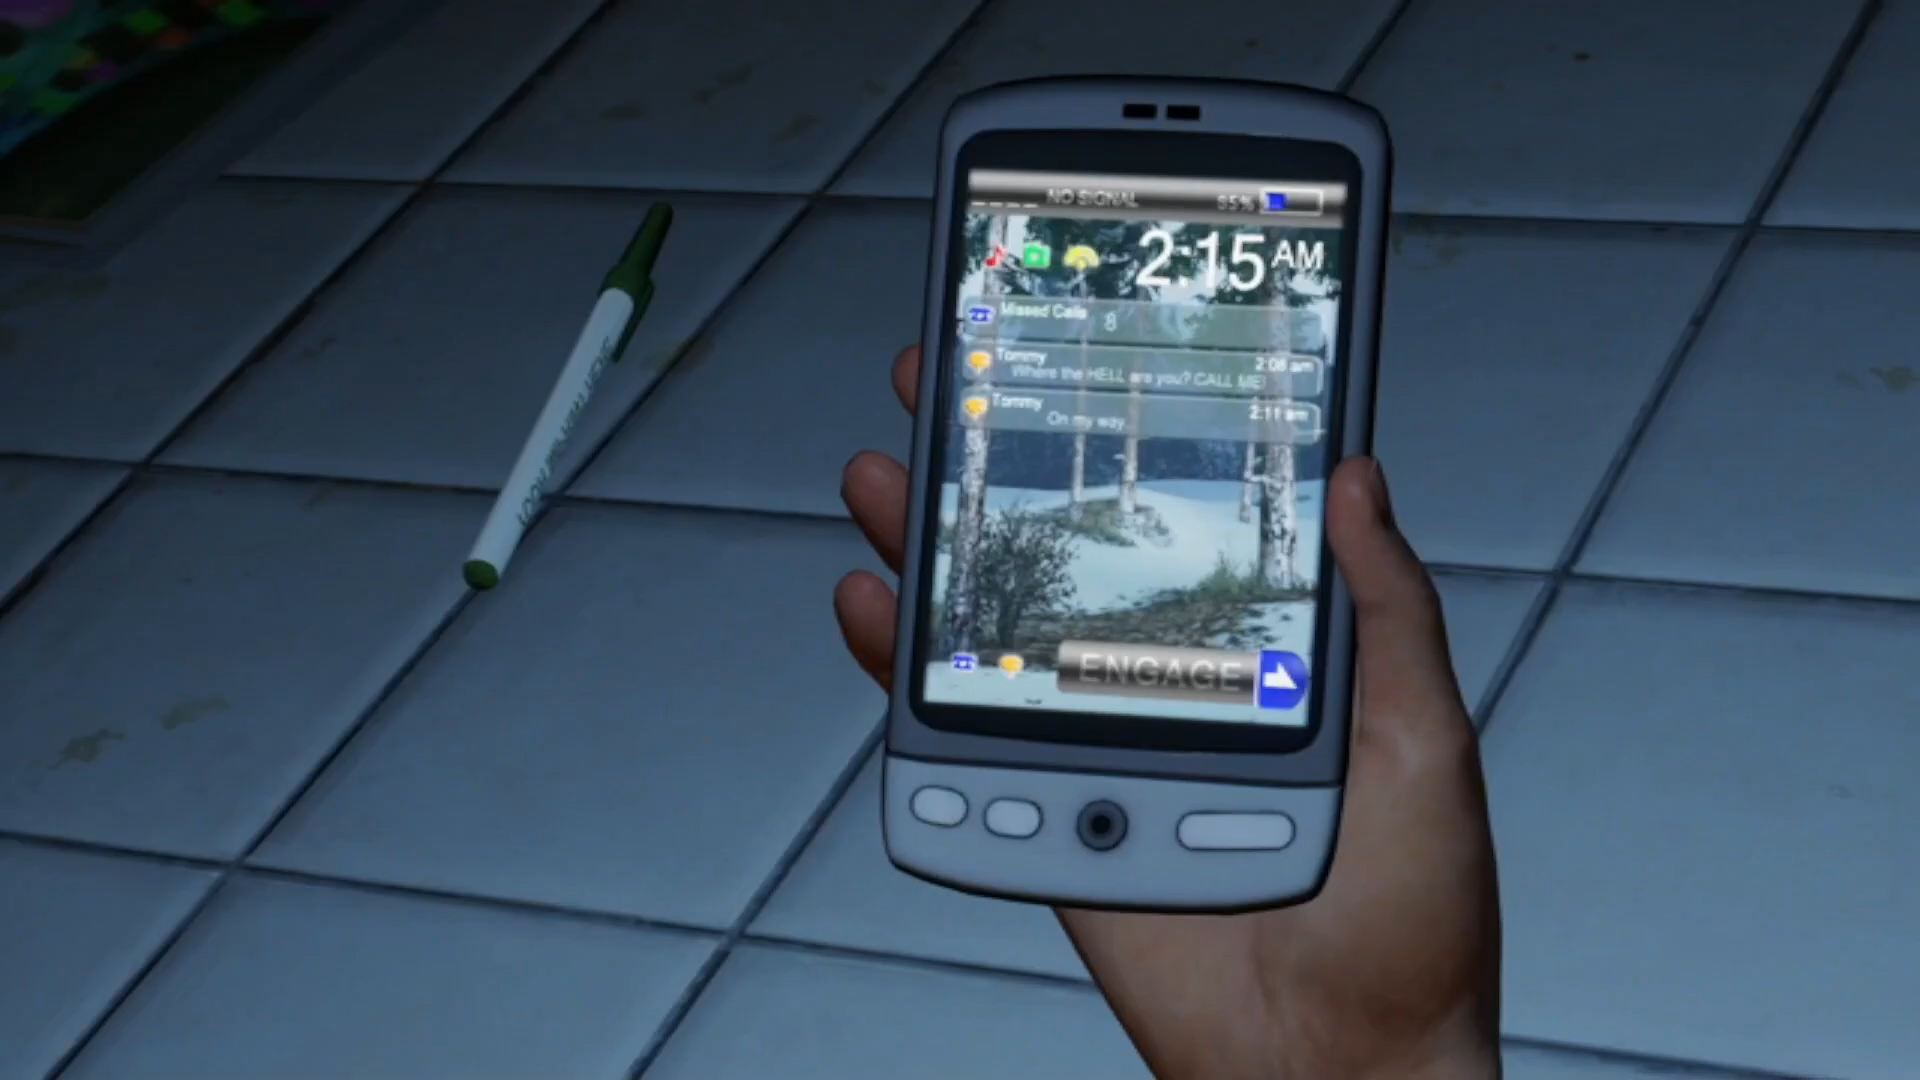 NO SIGNAL
2:15 AM
Missed Calls
8
Tommy
2:08 am
Where the HELL are you? CALL ME!
Tommy
2:11 am
On my way
ENGAGE